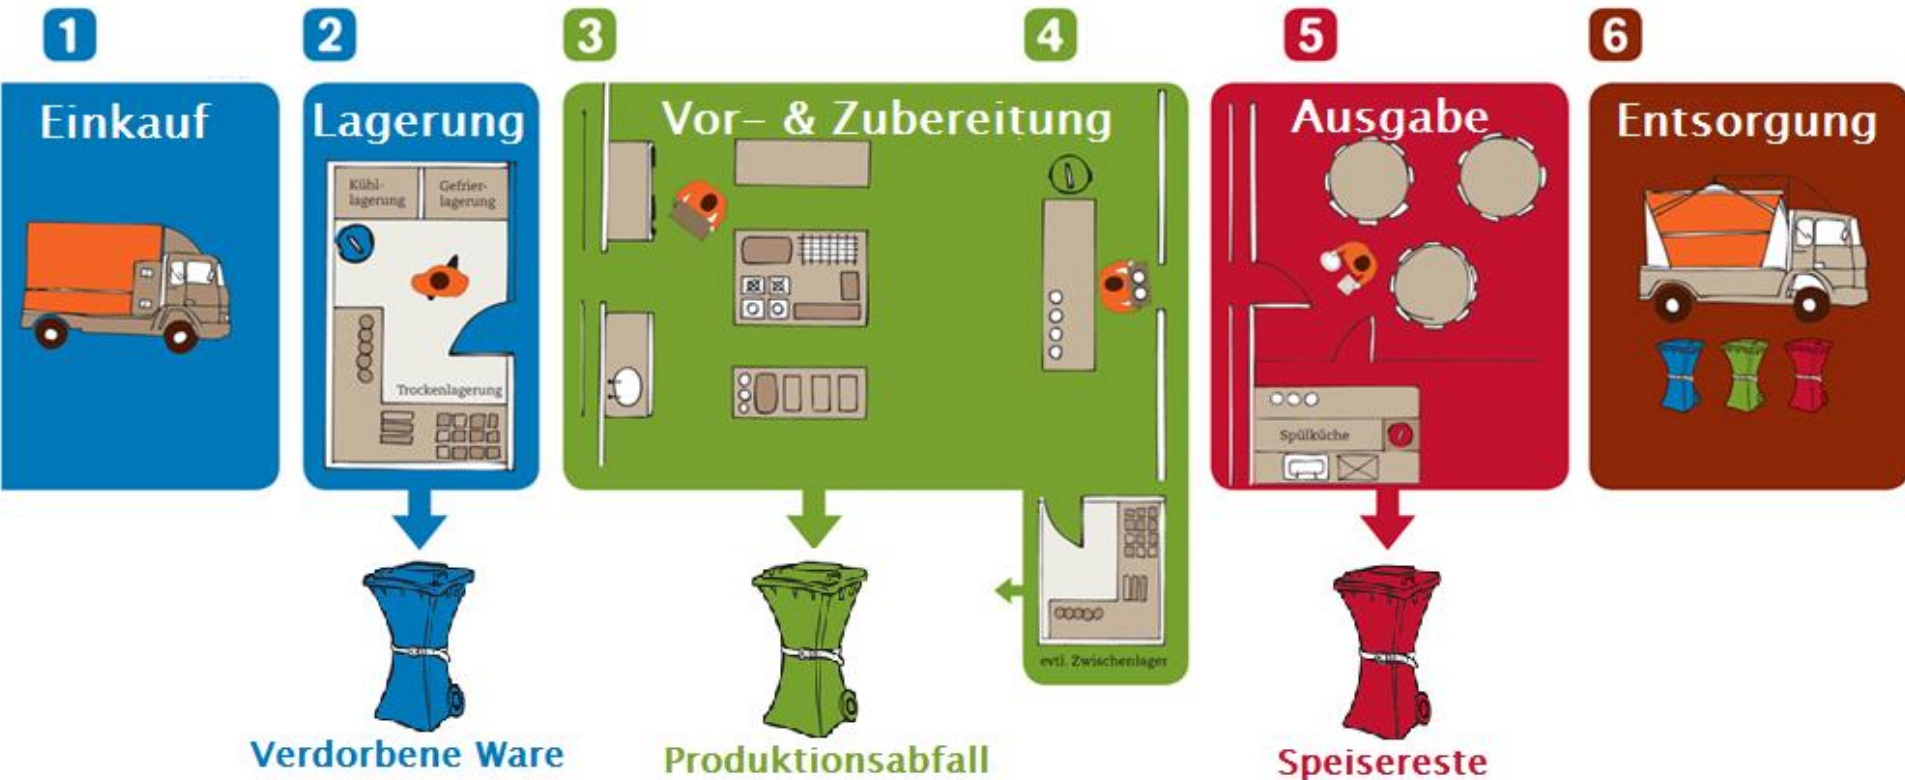 1
2
3
4
5
6
Einkauf
Lagerung
Vor- & Zubereitung
Ausgabe
Entsorgung
Kühl-
lagerung
Gefrier-
lagerung
Trockenlagerung
Spülküche
evtl. Zwischenlager
Verdorbene Ware
Produktionsabfall
Speisereste